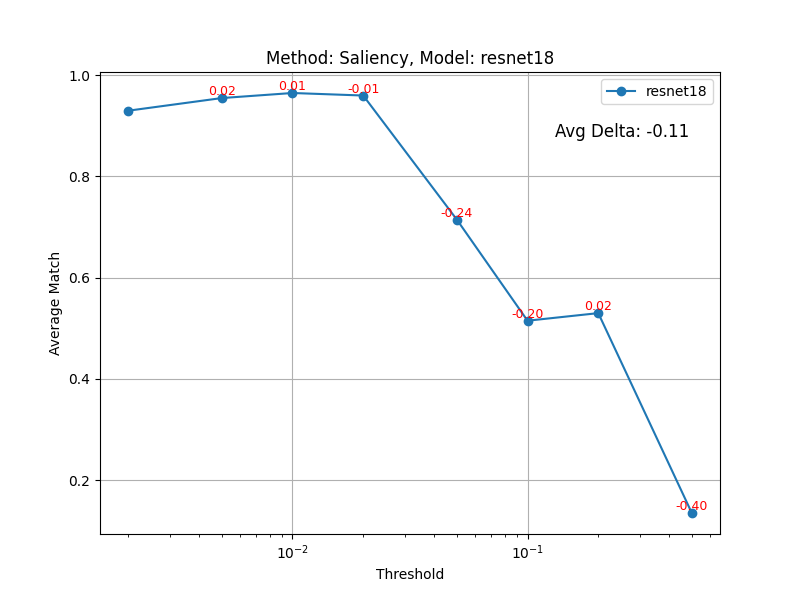 Method: Saliency, Model: resnet18
resnet18
Avg Delta: -0.11
Average Match
1.0
0.8
0.6
0.4
0.2
0.02
0.01
-0.01
-0.24
-0.20
0.02
-0.40
10⁻²
10⁻¹
Threshold